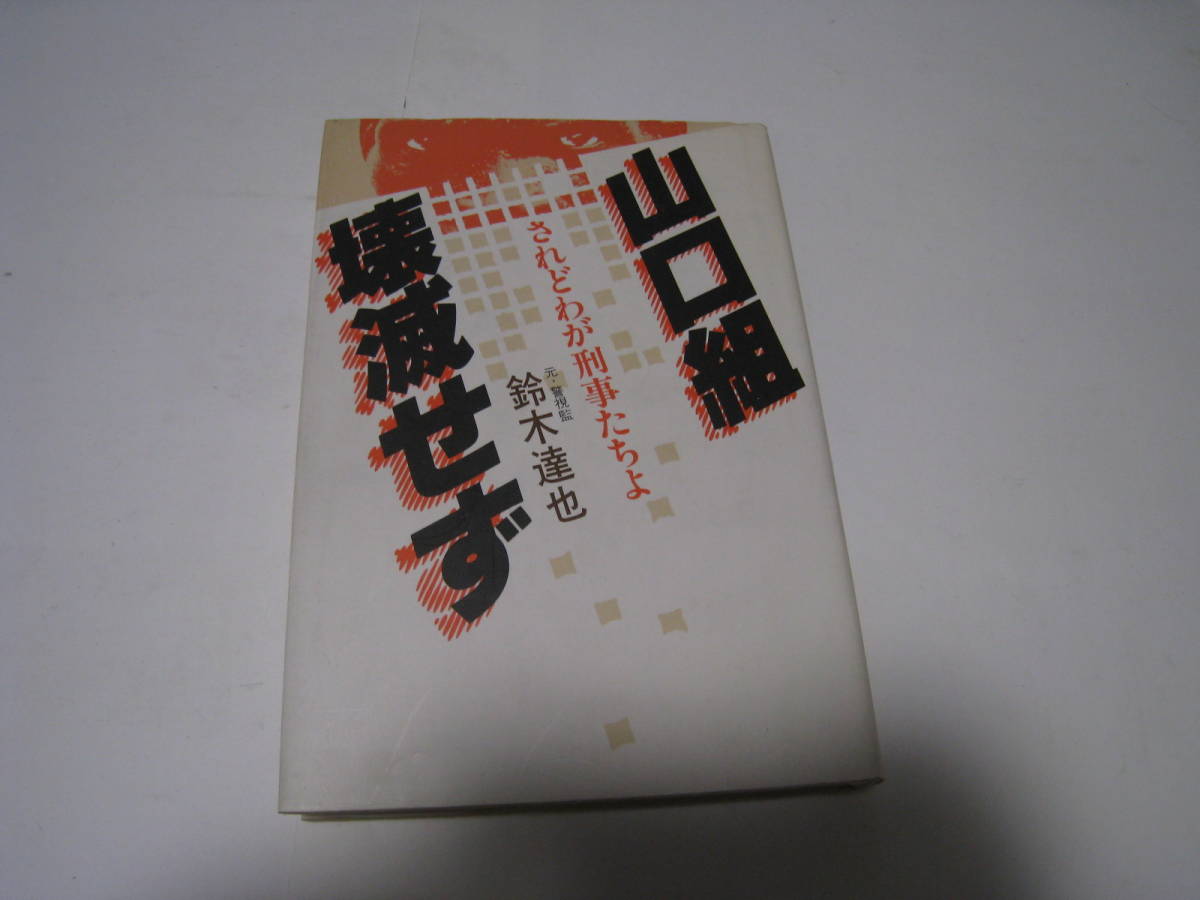 山口組
壊滅せず
されどわが刑事たちよ
元・警視監
鈴木達也